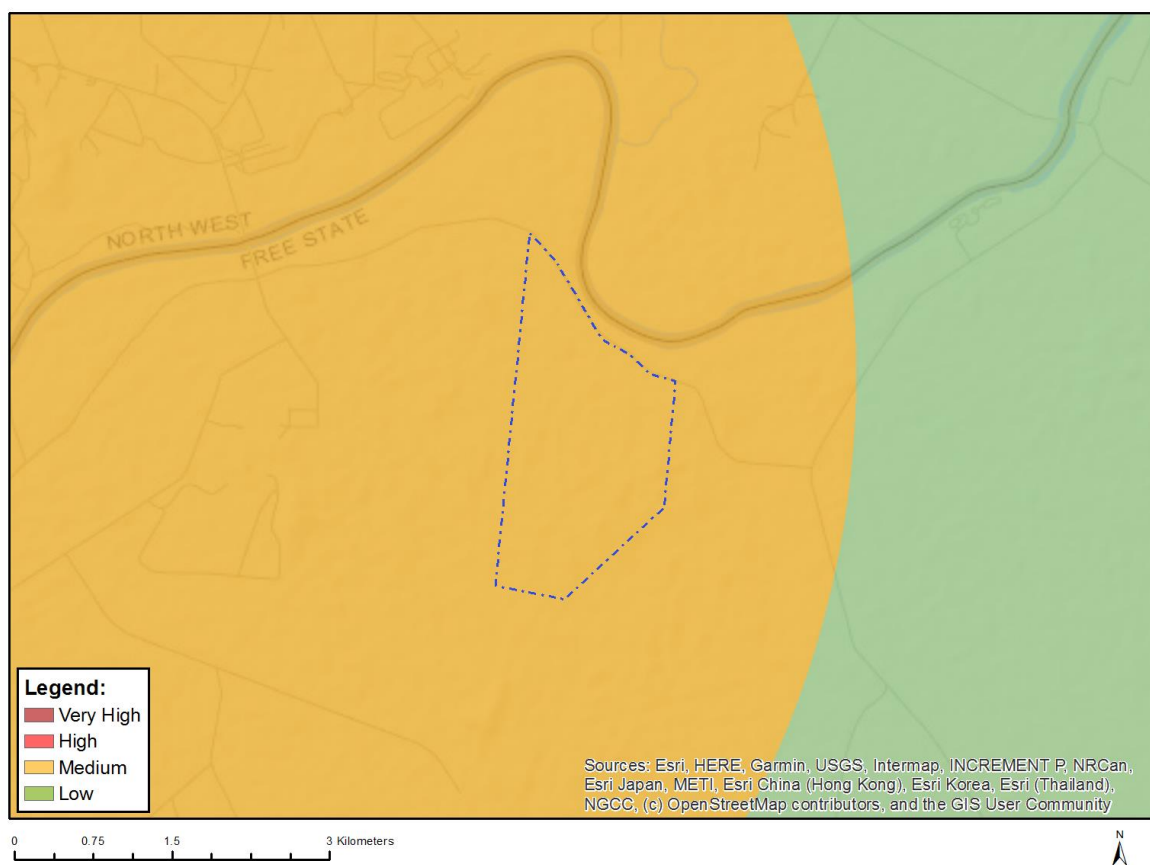 NORTH WEST
FREE STATE
Legend:
Very High
High
Medium
Low
Sources: Esri, HERE, Garmin, USGS, Intermap, INCREMENT P, NRCan,
Esri Japan, METI, Esri China (Hong Kong), Esri Korea, Esri (Thailand),
NGCC, (c) OpenStreetMap contributors, and the GIS User Community
0 0.75 1.5 3 Kilometers
N